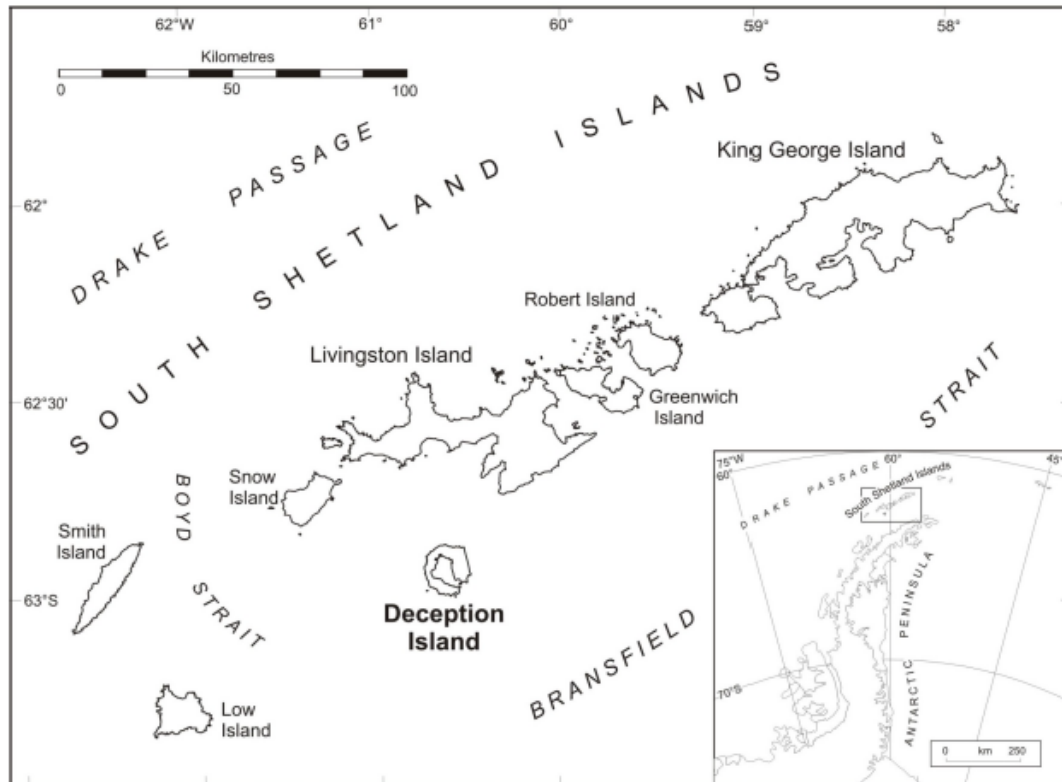 62°W 61° 60° 59° 58°
Kilometres
0 50 100
DRAKE PASSAGE
SOUTH SHETLAND ISLANDS
King George Island
62°
Robert Island
Livingston Island
Greenwich
Island
62°30'
STRAIT
Snow
Island
BOYD
STRAIT
Smith
Island
63°S
Deception
Island
BRANSFIELD
Low
Island
75°W
60°
60°
45°
DRAKE PASSAGE
South Shetland Islands
ANTARCTIC PENINSULA
70°S
0 km 250